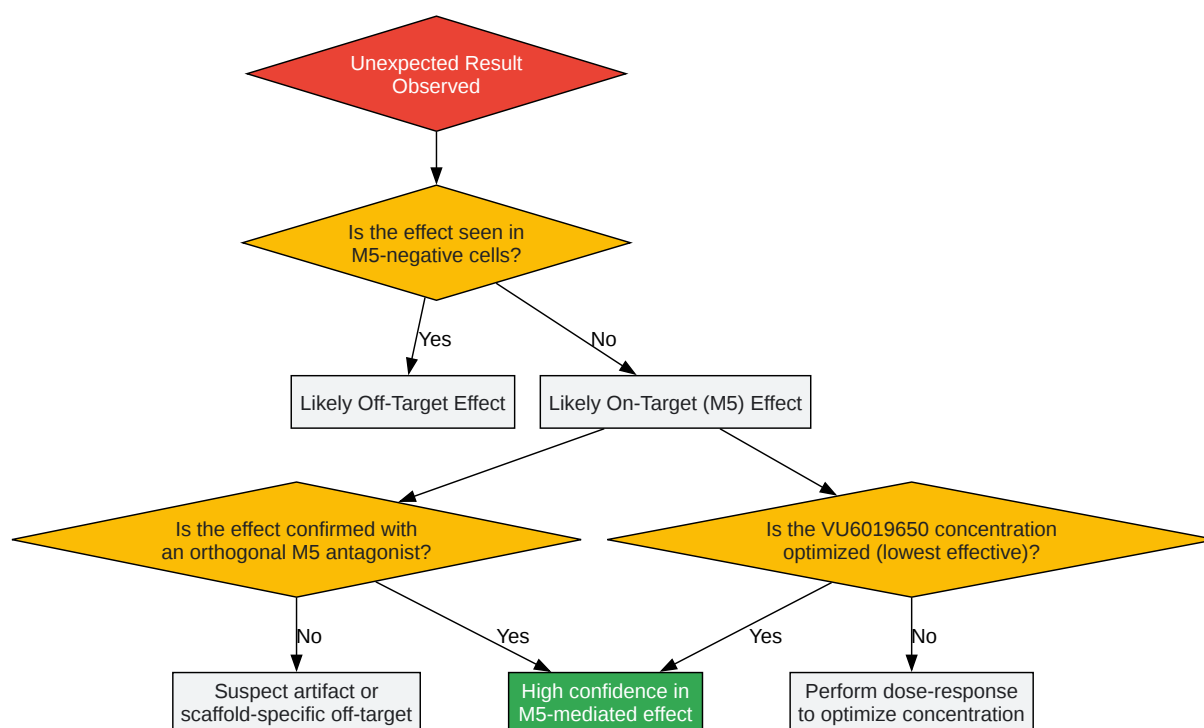 Unexpected Result
Observed
Is the effect seen in
M5-negative cells?
Yes
No
Likely Off-Target Effect
Likely On-Target (M5) Effect
Is the effect confirmed with
an orthogonal M5 antagonist?
Is the VU6019650 concentration
optimized (lowest effective)?
No
Yes
Yes
No
Suspect artifact or
scaffold-specific off-target
High confidence in
M5-mediated effect
Perform dose-response
to optimize concentration